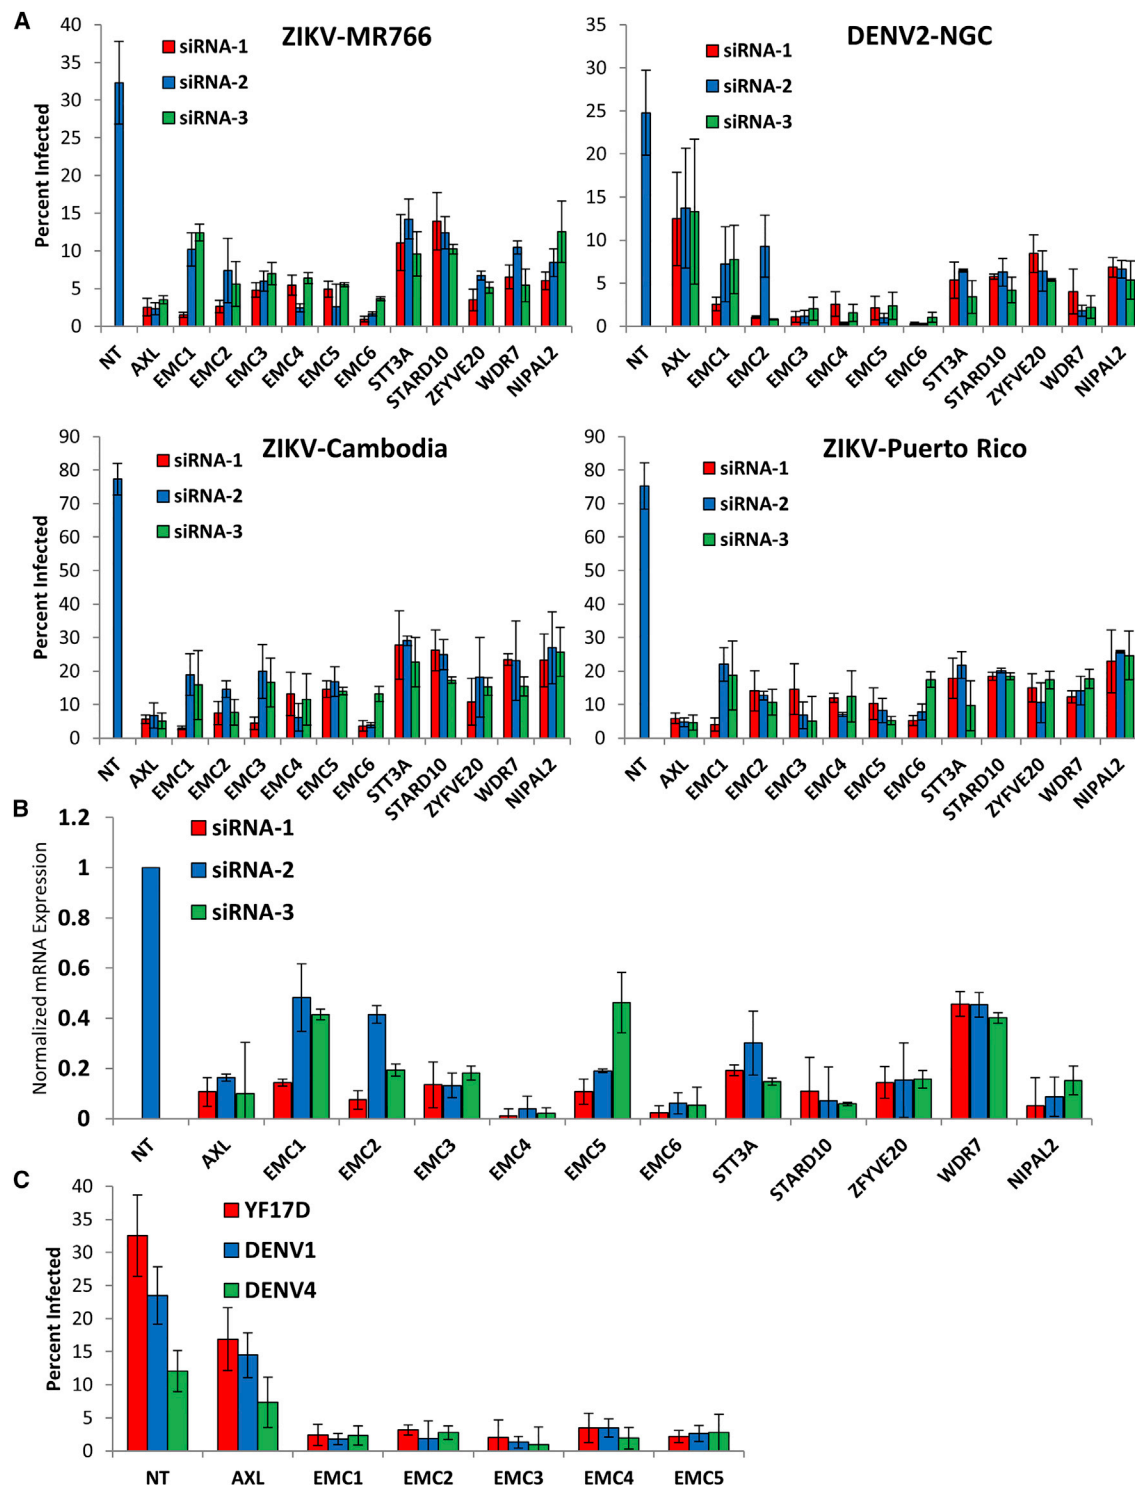 A
ZIKV-MR766
siRNA-1
siRNA-2
siRNA-3
Percent Infected
40
35
30
25
20
15
10
5
0
NT
AXL
EMC1
EMC2
EMC3
EMC4
EMC5
EMC6
STT3A
STARD10
ZFYVE20
WDR7
NIPAL2
DENV2-NGC
siRNA-1
siRNA-2
siRNA-3
35
30
25
20
15
10
5
0
NT
AXL
EMC1
EMC2
EMC3
EMC4
EMC5
EMC6
STT3A
STARD10
ZYFVE20
WDR7
NIPAL2
ZIKV-Cambodia
siRNA-1
siRNA-2
siRNA-3
Percent Infected
90
80
70
60
50
40
30
20
10
0
NT
AXL
EMC1
EMC2
EMC3
EMC4
EMC5
EMC6
STT3A
STARD10
ZYFVE20
WDR7
NIPAL2
ZIKV-Puerto Rico
siRNA-1
siRNA-2
siRNA-3
90
80
70
60
50
40
30
20
10
0
NT
AXL
EMC1
EMC2
EMC3
EMC4
EMC5
EMC6
STT3A
STARD10
ZYFVE20
WDR7
NIPAL2
B
siRNA-1
siRNA-2
siRNA-3
Normalized mRNA Expression
1.2
1
0.8
0.6
0.4
0.2
0
NT
AXL
EMC1
EMC2
EMC3
EMC4
EMC5
EMC6
STT3A
STARD10
ZFYVE20
WDR7
NIPAL2
C
YF17D
DENV1
DENV4
Percent Infected
40
35
30
25
20
15
10
5
0
NT
AXL
EMC1
EMC2
EMC3
EMC4
EMC5